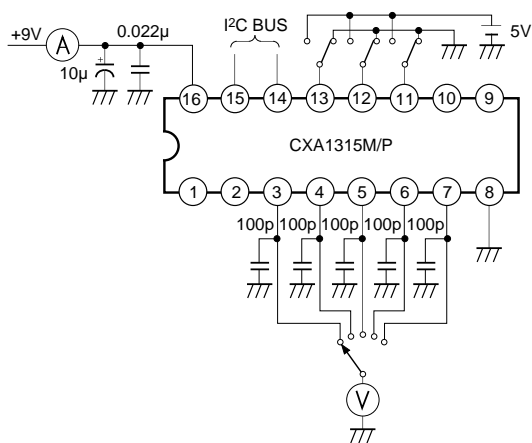 I²C BUS
5V
+9V
A
0.022µ
10µ
+
16 15 14 13 12 11 10 9
CXA1315M/P
1 2 3 4 5 6 7 8
100p 100p 100p 100p 100p
V